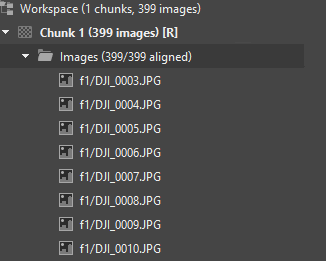 Workspace (1 chunks, 399 images)
Chunk 1 (399 images) [R]
Images (399/399 aligned)
f1/DJI_0003.JPG
f1/DJI_0004.JPG
f1/DJI_0005.JPG
f1/DJI_0006.JPG
f1/DJI_0007.JPG
f1/DJI_0008.JPG
f1/DJI_0009.JPG
f1/DJI_0010.JPG